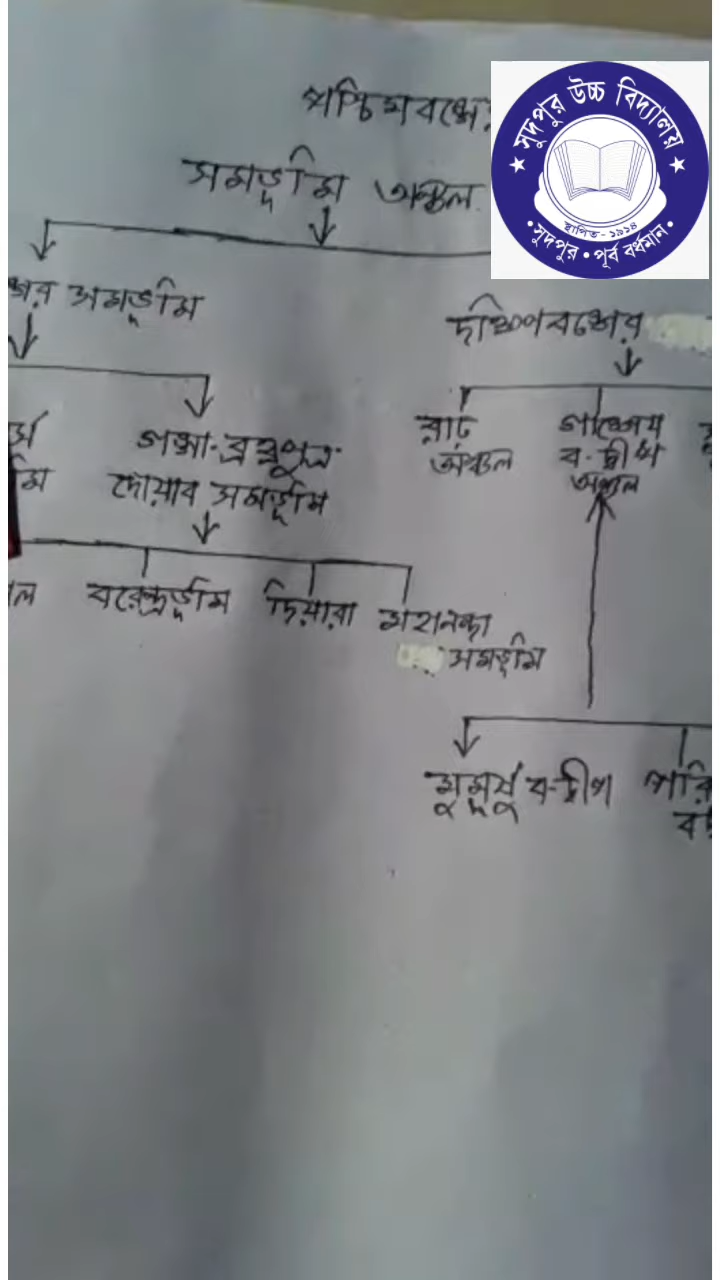 পশ্চিমবঙ্গের
সমভূমি অঞ্চল
সমভূমি
দক্ষিণবঙ্গের
রাঢ়
অঞ্চল
গাঙ্গেয়
ব-দ্বীপ
অঞ্চল
গঙ্গা-ব্রহ্মপুত্র-
দোয়াব সমভূমি
বরেন্দ্রভূমি
দিয়ারা
মহানন্দা
সমভূমি
মুমূর্ষু ব-দ্বীপ
সুদপুর উচ্চ বিদ্যালয়
স্থাপিত - ১৯১৪
সুদপুর • পূর্ব বর্ধমান